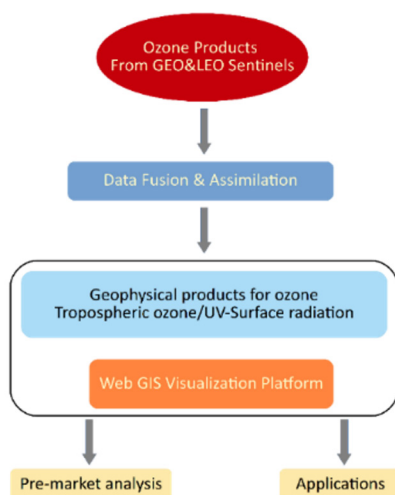 Ozone Products
From GEO&LEO Sentinels
Data Fusion & Assimilation
Geophysical products for ozone
Tropospheric ozone/UV-Surface radiation
Web GIS Visualization Platform
Pre-market analysis
Applications